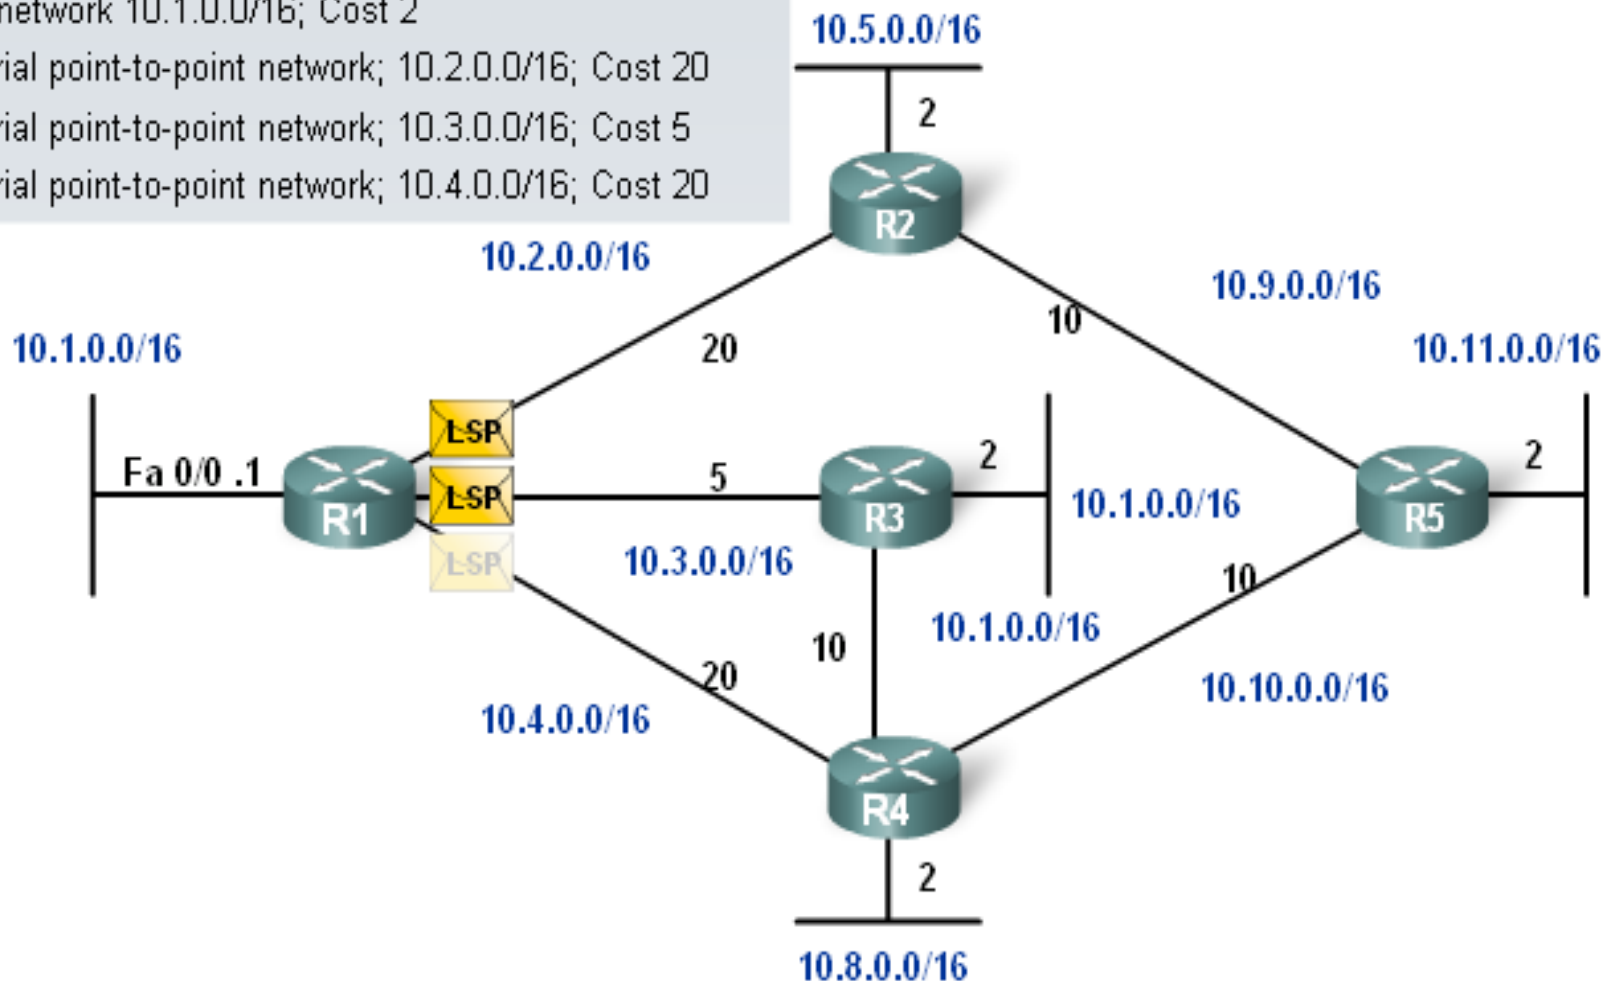 network 10.1.0.0/16; Cost 2
rial point-to-point network; 10.2.0.0/16; Cost 20
rial point-to-point network; 10.3.0.0/16; Cost 5
rial point-to-point network; 10.4.0.0/16; Cost 20
10.5.0.0/16
2
R2
10.2.0.0/16
10.9.0.0/16
10
20
10.1.0.0/16
10.11.0.0/16
LSP
Fa 0/0 .1
5
2
2
LSP
R1
R3
10.1.0.0/16
R5
LSP
10.3.0.0/16
10
10.1.0.0/16
10
20
10.4.0.0/16
10.10.0.0/16
R4
2
10.8.0.0/16